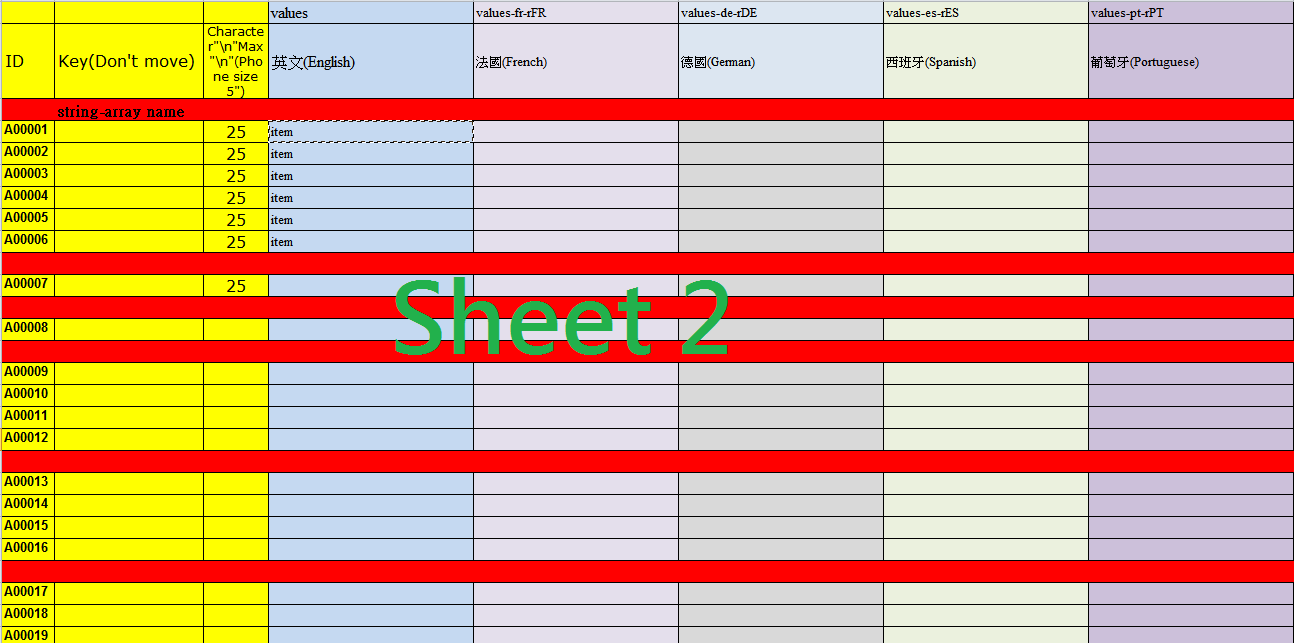 values values-fr-rFR values-de-rDE values-es-rES values-pt-rPT
ID Key(Don't move) Characte
r"\n"Max
"\n"(Pho
ne size
5") 英文(English) 法國(French) 德國(German) 西班牙(Spanish) 葡萄牙(Portuguese)
string-array name
A00001 25 item
A00002 25 item
A00003 25 item
A00004 25 item
A00005 25 item
A00006 25 item
A00007 25
Sheet 2
A00008
A00009
A00010
A00011
A00012
A00013
A00014
A00015
A00016
A00017
A00018
A00019